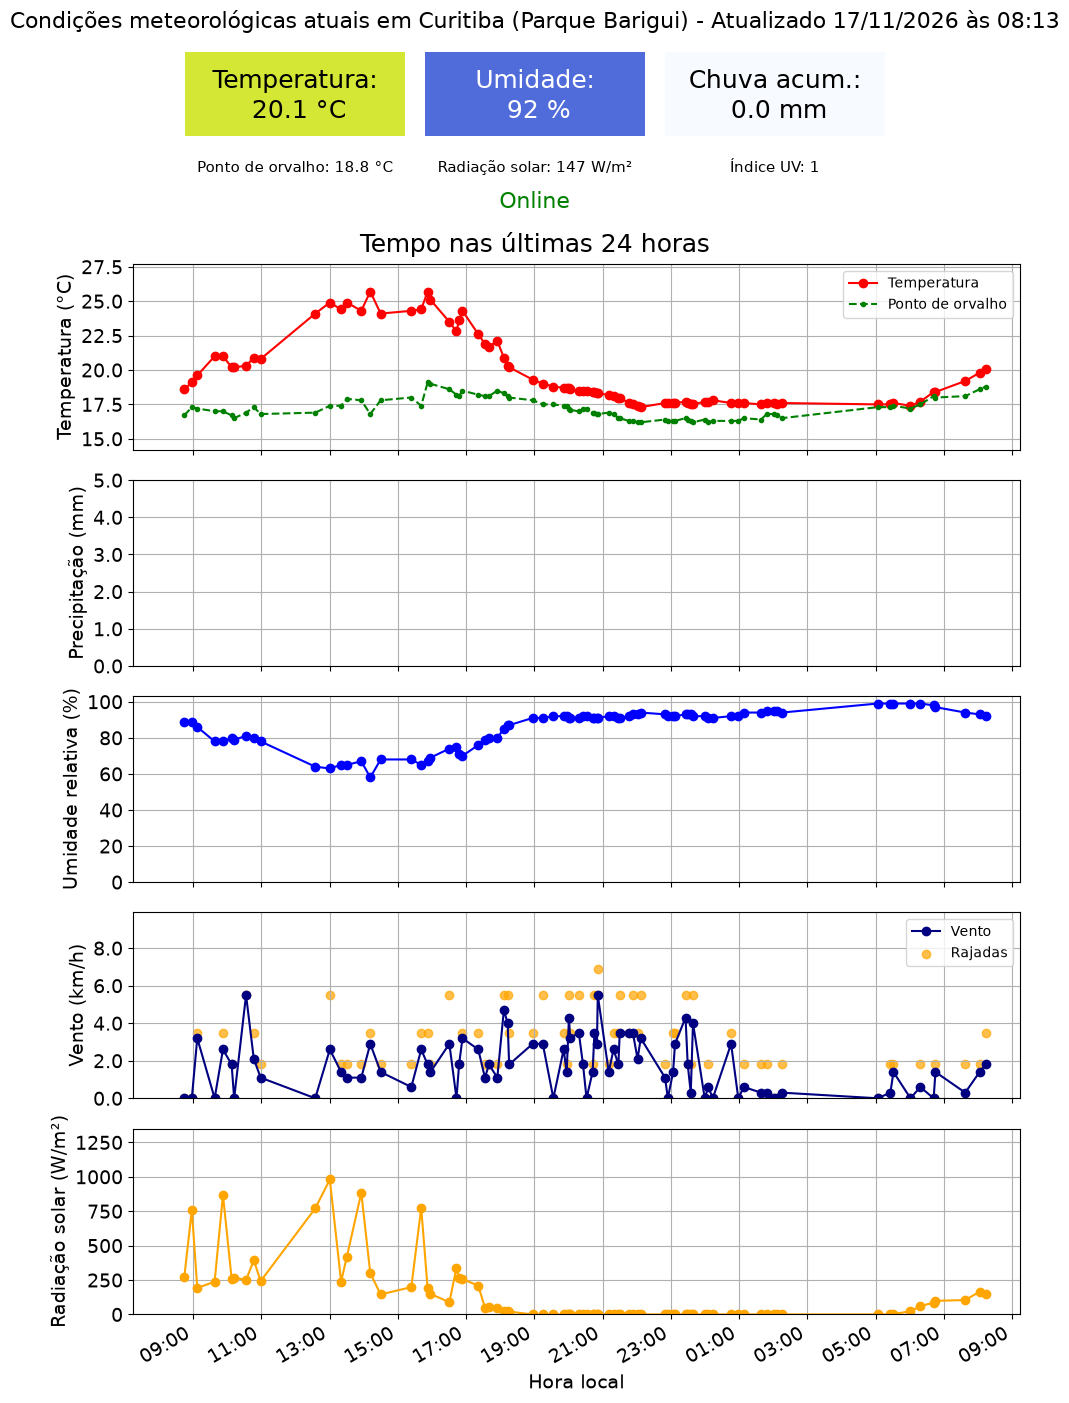 Condições meteorológicas atuais em Curitiba (Parque Barigui) - Atualizado 17/11/2026 às 08:13
Temperatura:
20.1 °C
Umidade:
92 %
Chuva acum.:
0.0 mm
Ponto de orvalho: 18.8 °C
Radiação solar: 147 W/m²
Índice UV: 1
Online
Tempo nas últimas 24 horas
Temperatura (°C)
27.5
25.0
22.5
20.0
17.5
15.0
Temperatura
Ponto de orvalho
Precipitação (mm)
5.0
4.0
3.0
2.0
1.0
0.0
Umidade relativa (%)
100
80
60
40
20
0
Vento (km/h)
8.0
6.0
4.0
2.0
0.0
Vento
Rajadas
Radiação solar (W/m²)
1250
1000
750
500
250
0
09:00
11:00
13:00
15:00
17:00
19:00
21:00
23:00
01:00
03:00
05:00
07:00
09:00
Hora local